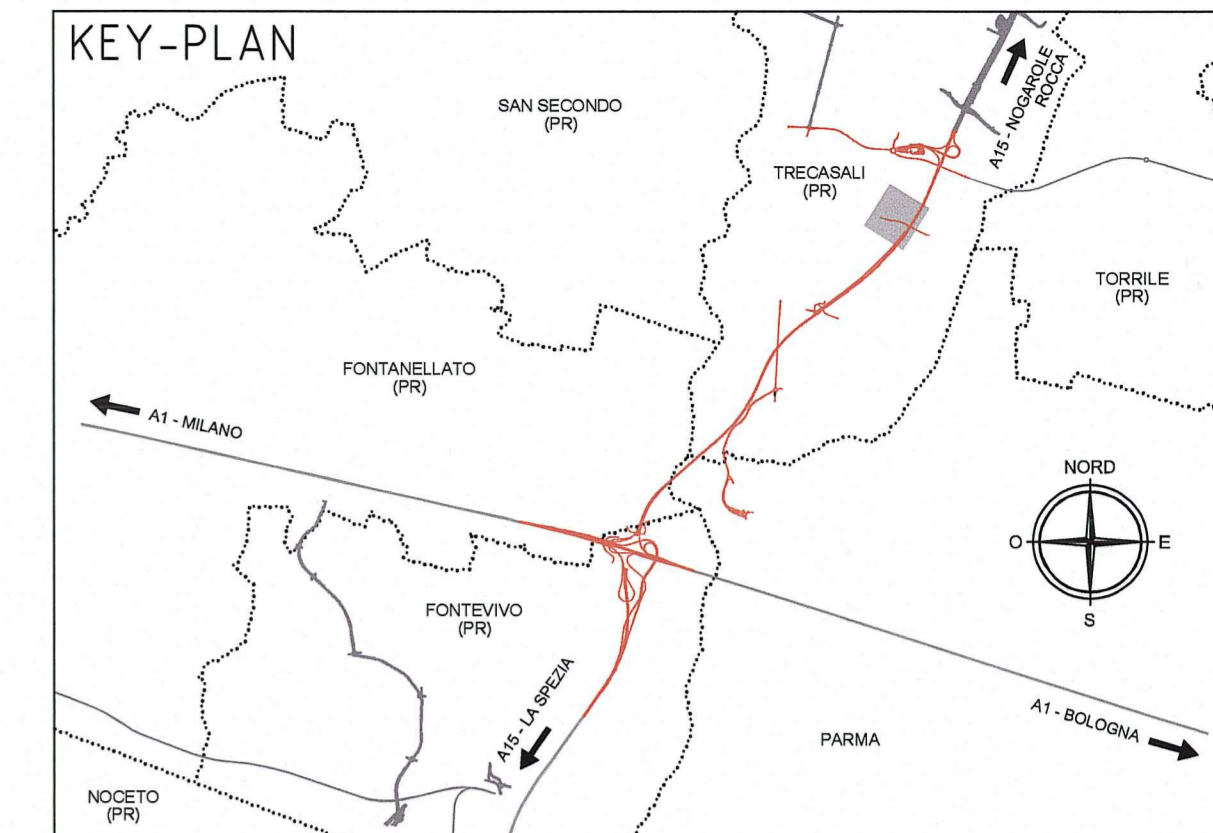 KEY-PLAN
SAN SECONDO
(PR)
A15 - NOGAROLE
ROCCA
TRECASALI
(PR)
TORRILE
(PR)
FONTANELLATO
(PR)
A1 - MILANO
NORD
O
E
S
FONTEVIVO
(PR)
A15 - LA SPEZIA
A1 - BOLOGNA
PARMA
NOCETO
(PR)